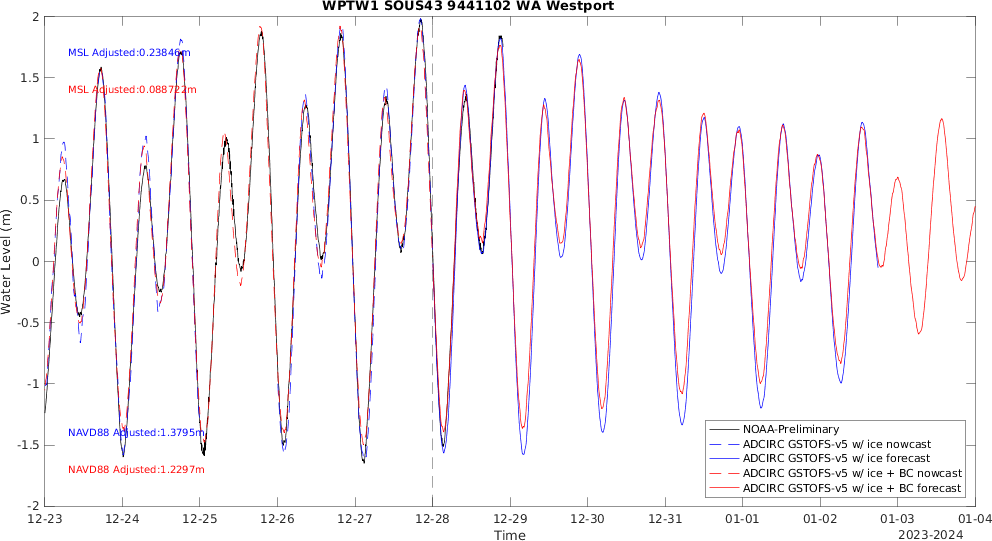 WPTW1 SOUS43 9441102 WA Westport
2
1.5
1
0.5
0
-0.5
-1
-1.5
-2
Water Level (m)
MSL Adjusted:0.23846m
MSL Adjusted:0.088722m
NAVD88 Adjusted:1.3795m
NAVD88 Adjusted:1.2297m
NOAA-Preliminary
ADCIRC GSTOFS-v5 w/ ice nowcast
ADCIRC GSTOFS-v5 w/ ice forecast
ADCIRC GSTOFS-v5 w/ ice + BC nowcast
ADCIRC GSTOFS-v5 w/ ice + BC forecast
12-23 12-24 12-25 12-26 12-27 12-28 12-29 12-30 12-31 01-01 01-02 01-03 01-04
Time
2023-2024